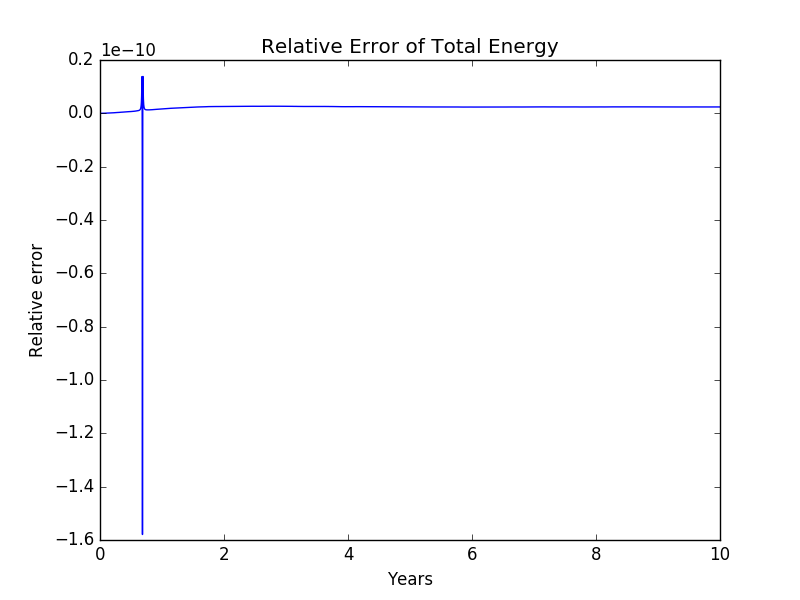 Relative Error of Total Energy
1e−10
0.2
0.0
−0.2
−0.4
−0.6
−0.8
−1.0
−1.2
−1.4
−1.6
Relative error
0 2 4 6 8 10
Years